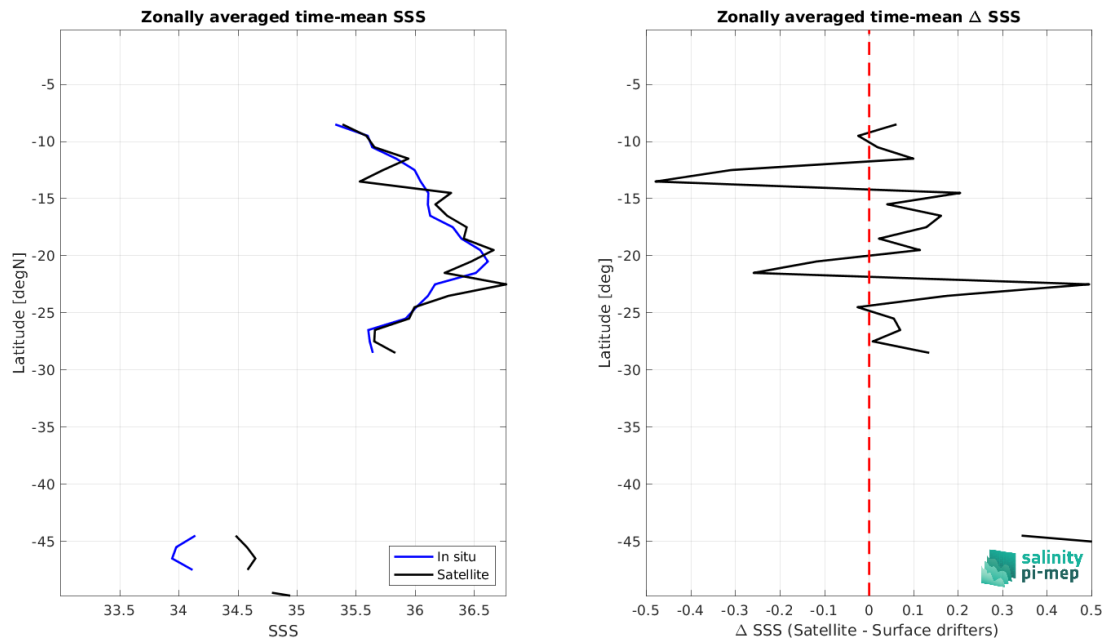 Zonally averaged time-mean SSS
-5
-10
-15
-20
-25
-30
-35
-40
-45
Latitude [degN]
33.5 34 34.5 35 35.5 36 36.5
SSS
In situ
Satellite
Zonally averaged time-mean Δ SSS
-5
-10
-15
-20
-25
-30
-35
-40
-45
Latitude [deg]
-0.5 -0.4 -0.3 -0.2 -0.1 0 0.1 0.2 0.3 0.4 0.5
Δ SSS (Satellite - Surface drifters)
salinity
pi-mep